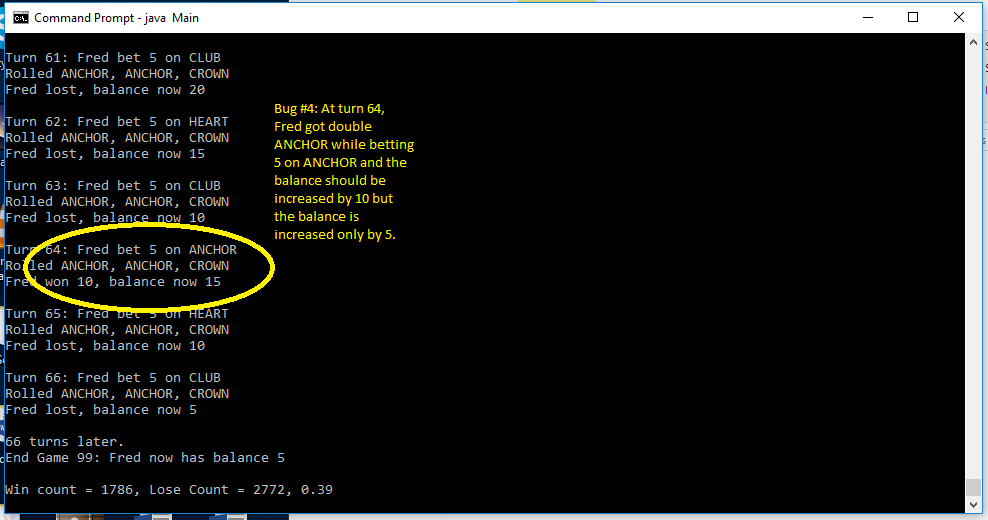 Command Prompt - java  Main
Turn 61: Fred bet 5 on CLUB
Rolled ANCHOR, ANCHOR, CROWN
Fred lost, balance now 20
Turn 62: Fred bet 5 on HEART
Rolled ANCHOR, ANCHOR, CROWN
Fred lost, balance now 15
Turn 63: Fred bet 5 on CLUB
Rolled ANCHOR, ANCHOR, CROWN
Fred lost, balance now 10
Turn 64: Fred bet 5 on ANCHOR
Rolled ANCHOR, ANCHOR, CROWN
Fred won 10, balance now 15
Turn 65: Fred bet 5 on HEART
Rolled ANCHOR, ANCHOR, CROWN
Fred lost, balance now 10
Turn 66: Fred bet 5 on CLUB
Rolled ANCHOR, ANCHOR, CROWN
Fred lost, balance now 5
66 turns later.
End Game 99: Fred now has balance 5
Win count = 1786, Lose Count = 2772, 0.39
Bug #4: At turn 64,
Fred got double
ANCHOR while betting
5 on ANCHOR and the
balance should be
increased by 10 but
the balance is
increased only by 5.